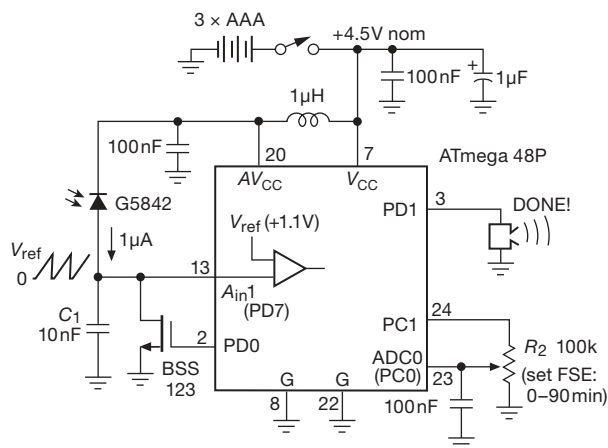 3 × AAA
+4.5V nom
100nF
+
1µF
1µH
100nF
20
7
ATmega 48P
AVCC
VCC
G5842
PD1
3
DONE!
Vref (+1.1V)
1µA
Vref
0
13
Ain1
(PD7)
24
PC1
C1
10nF
2
PD0
ADC0
(PC0)
23
R2 100k
(set FSE:
0–90min)
BSS
123
G
G
8
22
100nF